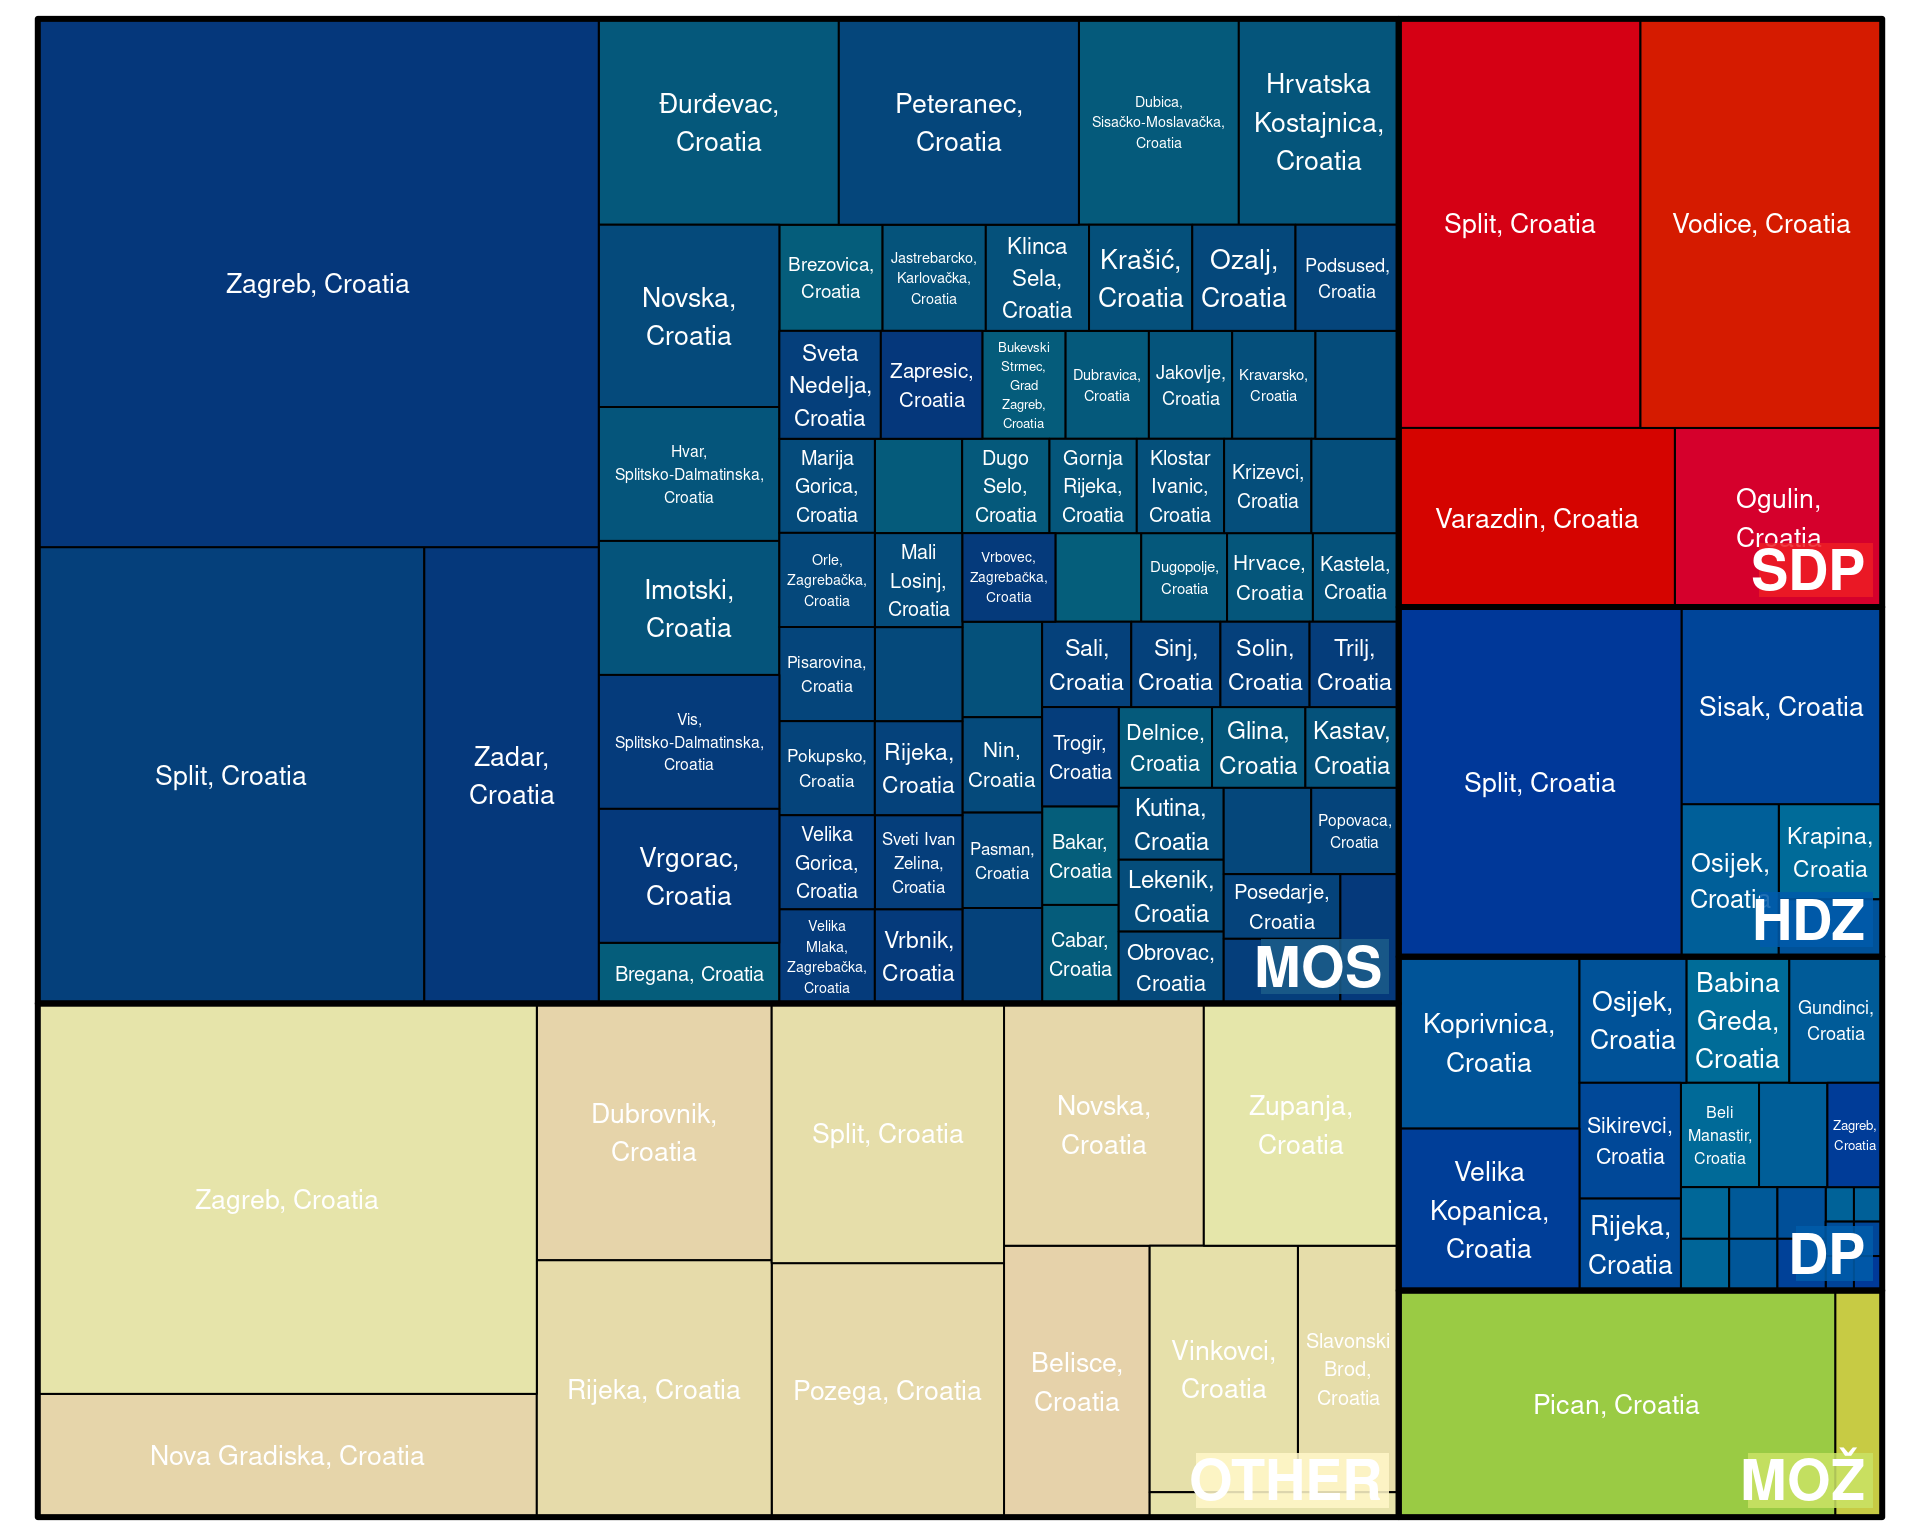 Zagreb, Croatia
Split, Croatia
Zadar,
Croatia
Đurđevac,
Croatia
Peteranec,
Croatia
Dubica,
Sisačko-Moslavačka,
Croatia
Hrvatska
Kostajnica,
Croatia
Novska,
Croatia
Hvar,
Splitsko-Dalmatinska,
Croatia
Imotski,
Croatia
Vis,
Splitsko-Dalmatinska,
Croatia
Vrgorac,
Croatia
Bregana, Croatia
Brezovica,
Croatia
Jastrebarcko,
Karlovačka,
Croatia
Klinca
Sela,
Croatia
Krašić,
Croatia
Ozalj,
Croatia
Podsused,
Croatia
Sveta
Nedelja,
Croatia
Zapresic,
Croatia
Bukevski
Strmec,
Grad
Zagreb,
Croatia
Dubravica,
Croatia
Jakovlje,
Croatia
Kravarsko,
Croatia
Marija
Gorica,
Croatia
Dugo
Selo,
Croatia
Gornja
Rijeka,
Croatia
Klostar
Ivanic,
Croatia
Krizevci,
Croatia
Orle,
Zagrebačka,
Croatia
Mali
Losinj,
Croatia
Vrbovec,
Zagrebačka,
Croatia
Dugopolje,
Croatia
Hrvace,
Croatia
Kastela,
Croatia
Pisarovina,
Croatia
Sali,
Croatia
Sinj,
Croatia
Solin,
Croatia
Trilj,
Croatia
Pokupsko,
Croatia
Rijeka,
Croatia
Nin,
Croatia
Trogir,
Croatia
Delnice,
Croatia
Glina,
Croatia
Kastav,
Croatia
Velika
Gorica,
Croatia
Sveti Ivan
Zelina,
Croatia
Pasman,
Croatia
Bakar,
Croatia
Kutina,
Croatia
Popovaca,
Croatia
Lekenik,
Croatia
Posedarje,
Croatia
Velika
Mlaka,
Zagrebačka,
Croatia
Vrbnik,
Croatia
Cabar,
Croatia
Obrovac,
Croatia
MOS
Split, Croatia
Vodice, Croatia
Varazdin, Croatia
Ogulin,
Croatia
SDP
Split, Croatia
Sisak, Croatia
Osijek,
Croatia
Krapina,
Croatia
HDZ
Koprivnica,
Croatia
Osijek,
Croatia
Babina
Greda,
Croatia
Gundinci,
Croatia
Velika
Kopanica,
Croatia
Sikirevci,
Croatia
Beli
Manastir,
Croatia
Zagreb,
Croatia
Rijeka,
Croatia
DP
Zagreb, Croatia
Nova Gradiska, Croatia
Dubrovnik,
Croatia
Split, Croatia
Novska,
Croatia
Zupanja,
Croatia
Rijeka, Croatia
Pozega, Croatia
Belisce,
Croatia
Vinkovci,
Croatia
Slavonski
Brod,
Croatia
OTHER
Pican, Croatia
MOŽ